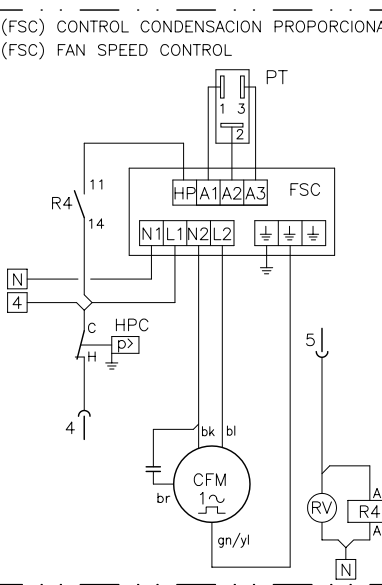 (FSC) CONTROL CONDENSACION PROPORCIONA
(FSC) FAN SPEED CONTROL
PT
1 3
2
11
R4
14
HP A1 A2 A3 FSC
N1 L1 N2 L2
N
4
C HPC
p>
H
5
4
bk bl
br
CFM
1~
gn/yl
RV
A
R4
A
N